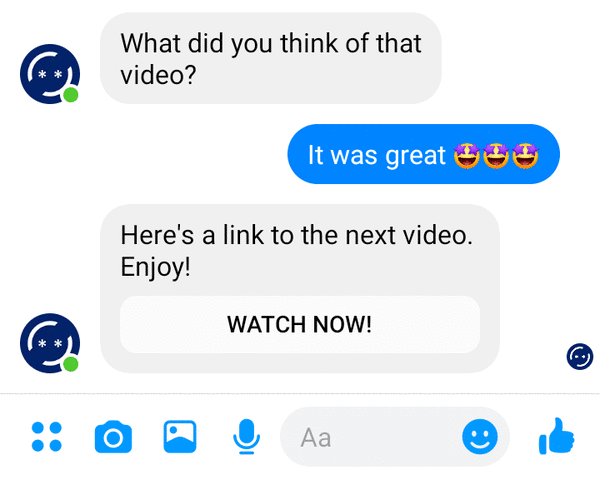 What did you think of that
video?
It was great 🤩🤩🤩
Here's a link to the next video.
Enjoy!
WATCH NOW!
Aa